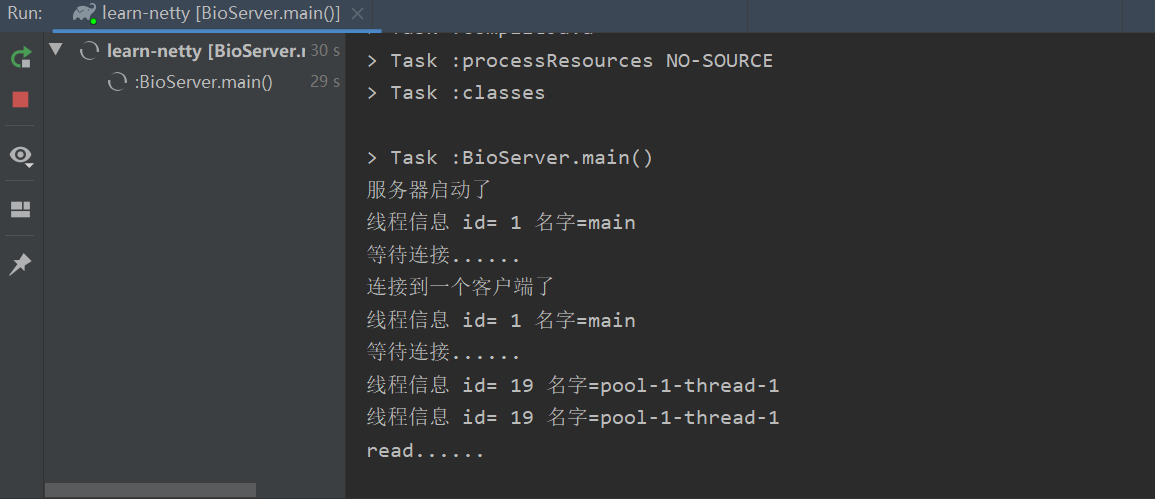 Run: learn-netty [BioServer.main()]
learn-netty [BioServer.r 30 s
:BioServer.main() 29 s
> Task :processResources NO-SOURCE
> Task :classes
> Task :BioServer.main()
服务器启动了
线程信息 id= 1 名字=main
等待连接......
连接到一个客户端了
线程信息 id= 1 名字=main
等待连接......
线程信息 id= 19 名字=pool-1-thread-1
线程信息 id= 19 名字=pool-1-thread-1
read......